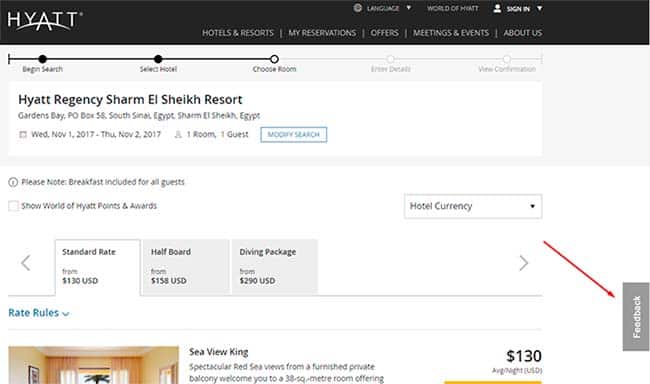 HYATT®
LANGUAGE WORLD OF HYATT SIGN IN
HOTELS & RESORTS | MY RESERVATIONS | OFFERS | MEETINGS & EVENTS | ABOUT US
Begin Search Select Hotel Choose Room Enter Details View Confirmation
Hyatt Regency Sharm El Sheikh Resort
Gardens Bay, PO Box 58, South Sinai, Egypt, Sharm El Sheikh, Egypt
Wed, Nov 1, 2017 - Thu, Nov 2, 2017 1 Room, 1 Guest MODIFY SEARCH
Please Note: Breakfast Included for all guests
Show World of Hyatt Points & Awards
Hotel Currency
Standard Rate
from
$130 USD
Half Board
from
$158 USD
Diving Package
from
$290 USD
Feedback
Rate Rules
Sea View King
Spectacular Red Sea views from a furnished private
balcony welcome you to a 38-sq.-metre room offering
$130
Avg/Night (USD)